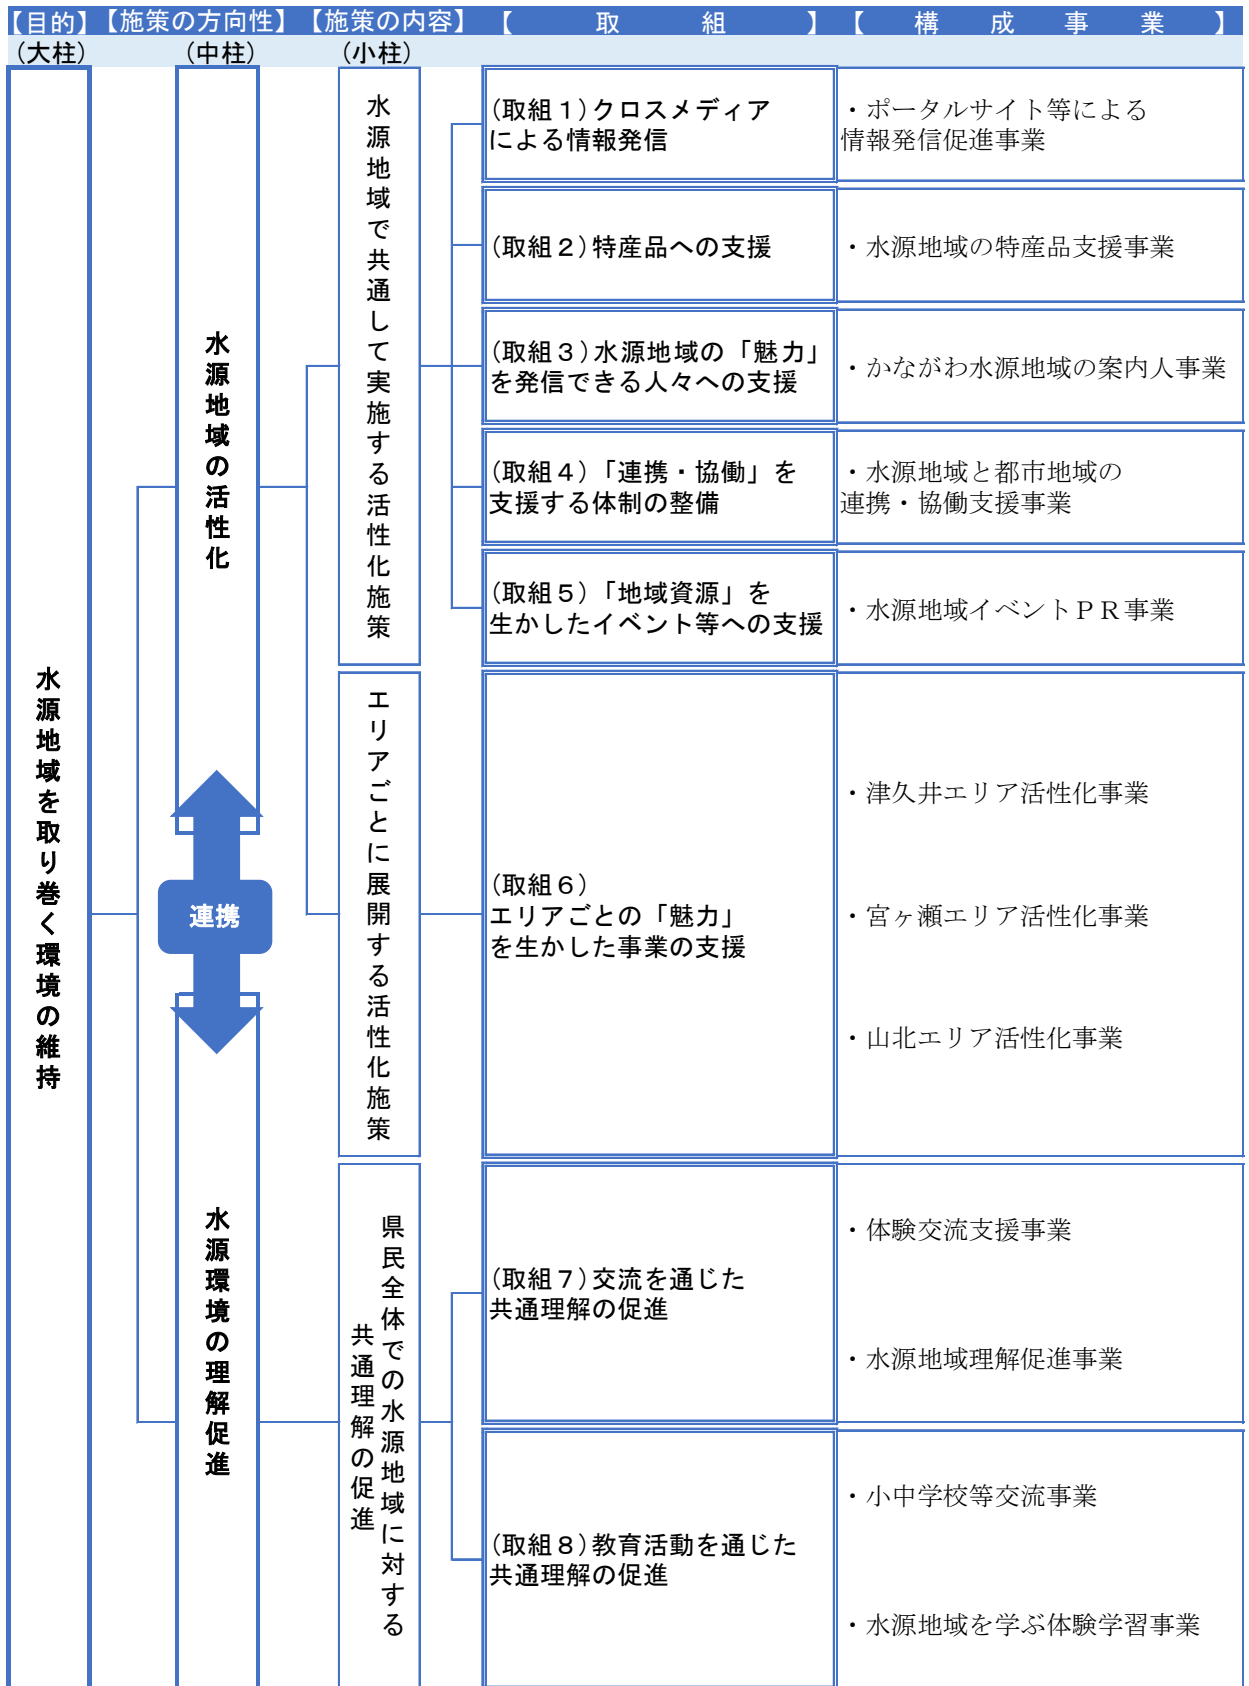 【目的】【施策の方向性】【施策の内容】【取組】【構成事業】
(大柱) (中柱) (小柱)
水源地域を取り巻く環境の維持
水源地域の活性化
連携
水源環境の理解促進
水源地域で共通して実施する活性化施策
(取組１)クロスメディア
による情報発信
・ポータルサイト等による
情報発信促進事業
(取組２)特産品への支援
・水源地域の特産品支援事業
(取組３)水源地域の「魅力」
を発信できる人々への支援
・かながわ水源地域の案内人事業
(取組４)「連携・協働」を
支援する体制の整備
・水源地域と都市地域の
連携・協働支援事業
(取組５)「地域資源」を
生かしたイベント等への支援
・水源地域イベントＰＲ事業
エリアごとに展開する活性化施策
(取組６)
エリアごとの「魅力」
を生かした事業の支援
・津久井エリア活性化事業
・宮ヶ瀬エリア活性化事業
・山北エリア活性化事業
県民全体での水源地域に対する
共通理解の促進
(取組７)交流を通じた
共通理解の促進
・体験交流支援事業
・水源地域理解促進事業
(取組８)教育活動を通じた
共通理解の促進
・小中学校等交流事業
・水源地域を学ぶ体験学習事業